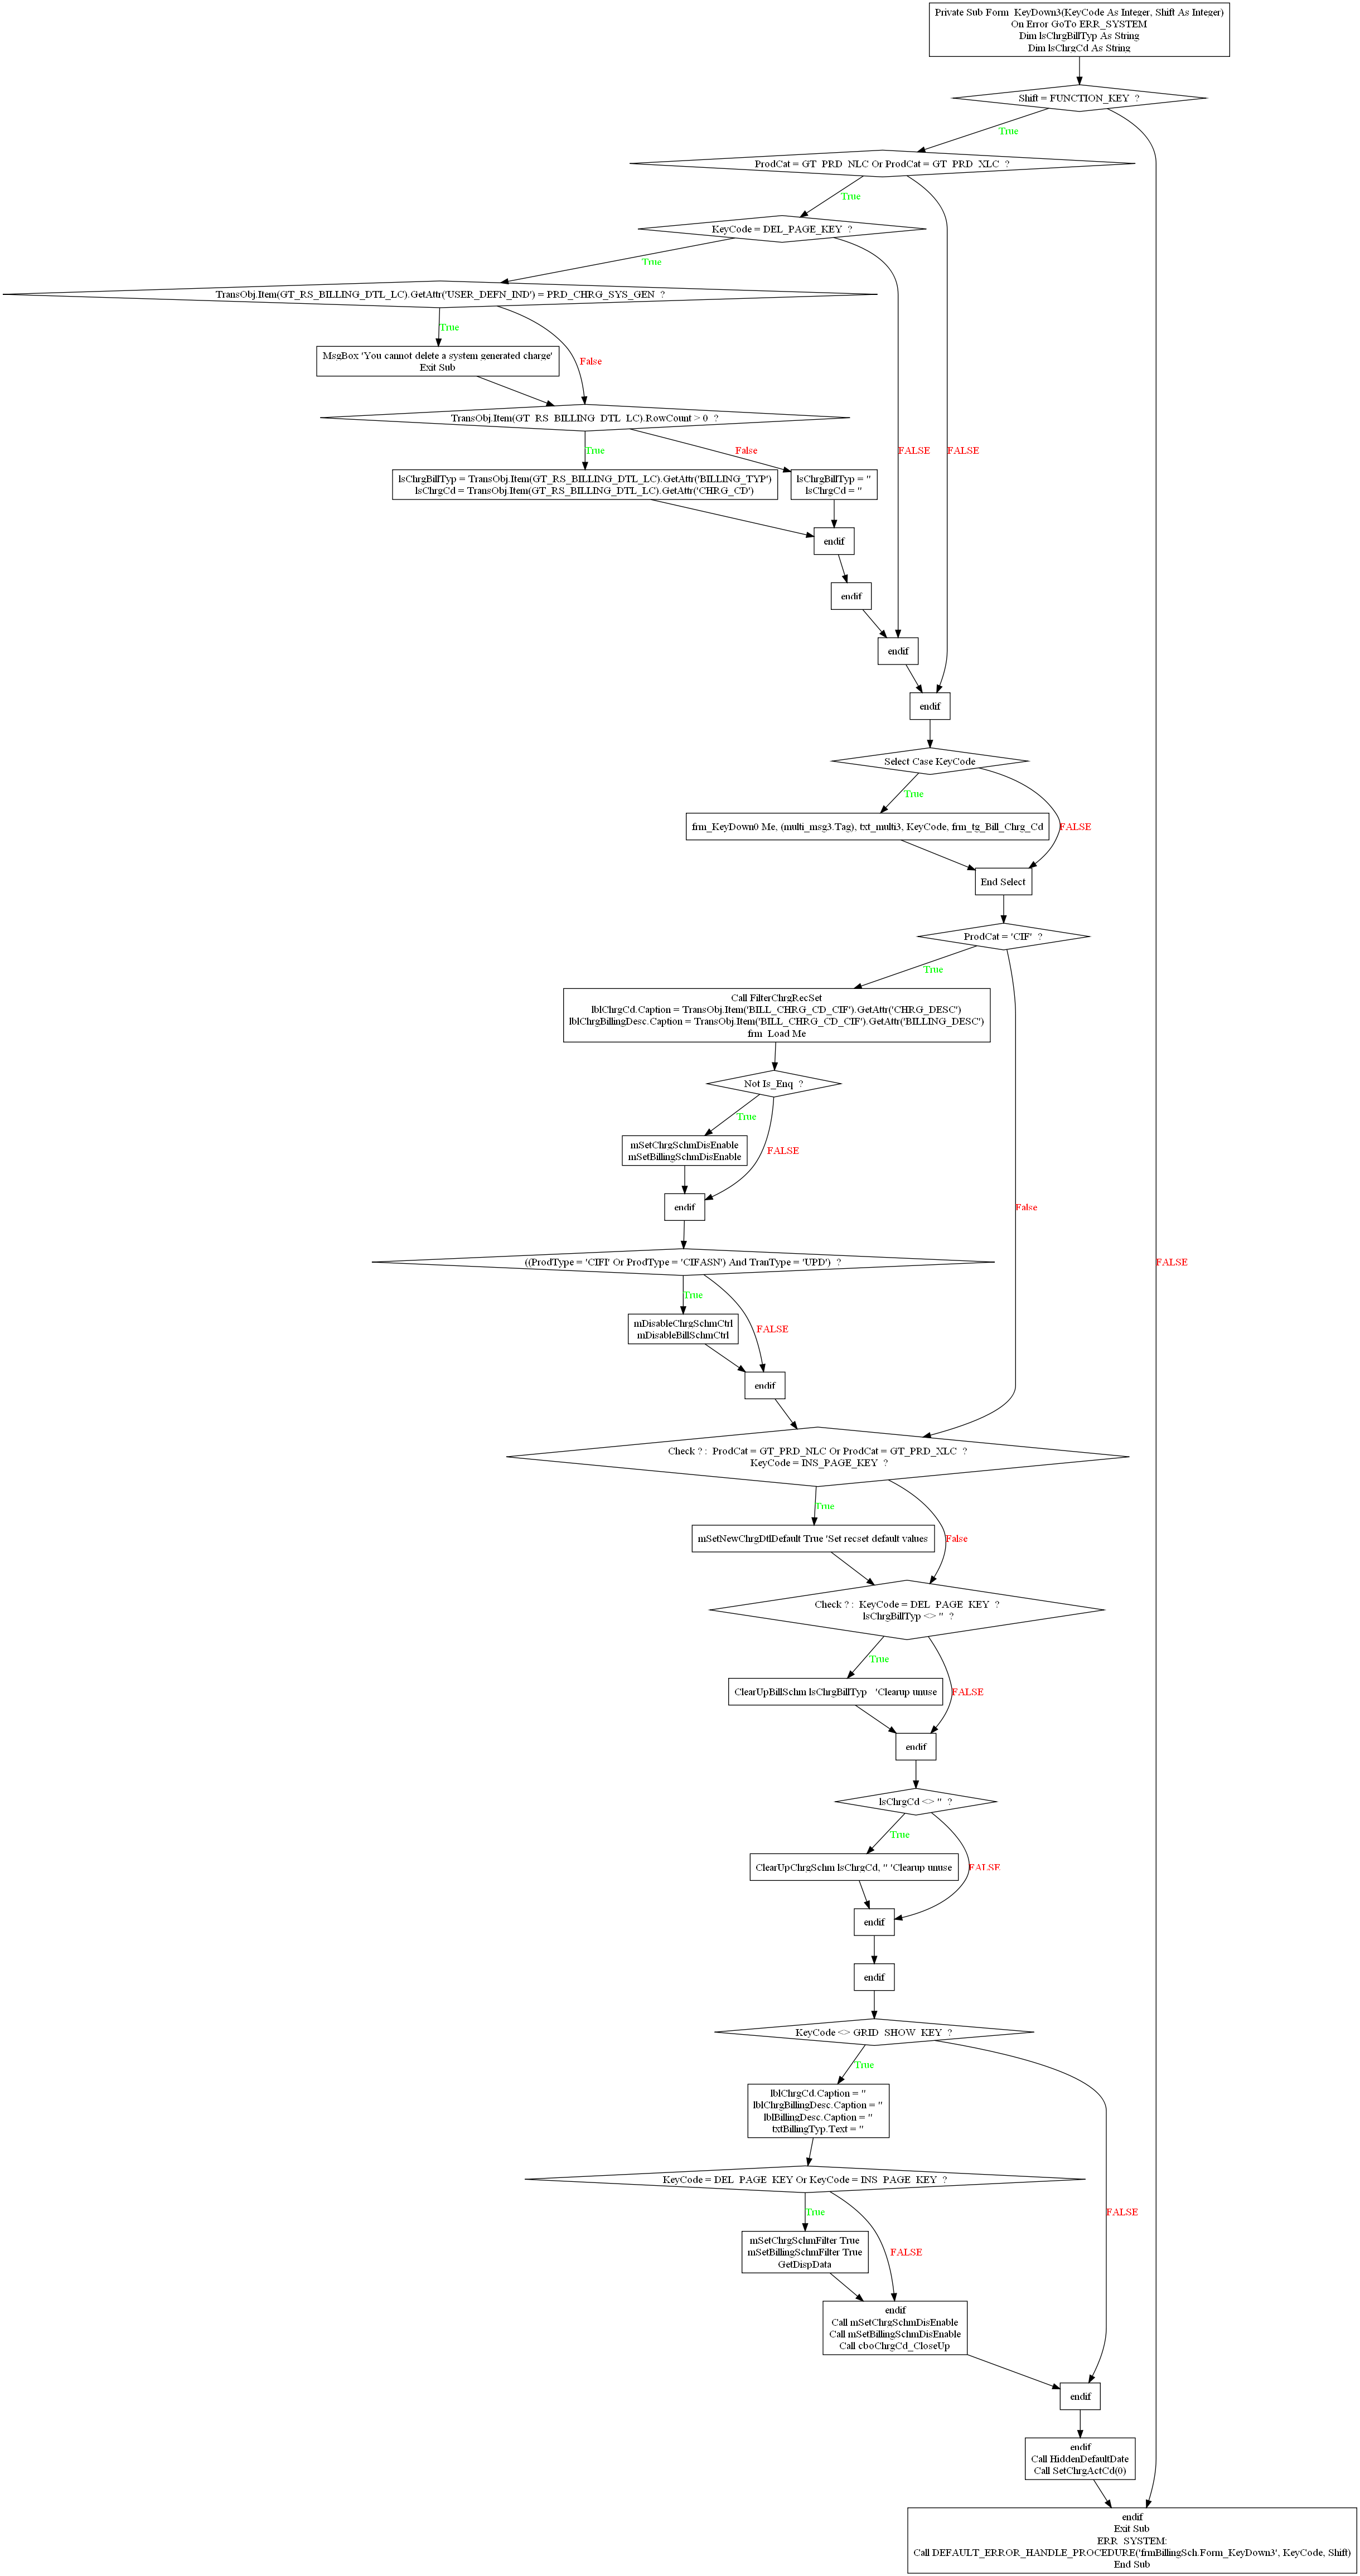 Private Sub Form_KeyDown3(KeyCode As Integer, Shift As Integer)
On Error GoTo ERR_SYSTEM
Dim lsChrgBillTyp As String
Dim lsChrgCd As String
Shift = FUNCTION_KEY ?
True
ProdCat = GT_PRD_NLC Or ProdCat = GT_PRD_XLC ?
True
KeyCode = DEL_PAGE_KEY ?
True
TransObj.Item(GT_RS_BILLING_DTL_LC).GetAttr('USER_DEFN_IND') = PRD_CHRG_SYS_GEN ?
True
MsgBox 'You cannot delete a system generated charge'
Exit Sub
False
TransObj.Item(GT_RS_BILLING_DTL_LC).RowCount > 0 ?
True
False
FALSE
FALSE
lsChrgBillTyp = TransObj.Item(GT_RS_BILLING_DTL_LC).GetAttr('BILLING_TYP')
lsChrgCd = TransObj.Item(GT_RS_BILLING_DTL_LC).GetAttr('CHRG_CD')
lsChrgBillTyp = ''
lsChrgCd = ''
endif
endif
endif
endif
Select Case KeyCode
True
frm_KeyDown0 Me, (multi_msg3.Tag), txt_multi3, KeyCode, frm_tg_Bill_Chrg_Cd
FALSE
End Select
ProdCat = 'CIF' ?
True
Call FilterChrgRecSet
lblChrgCd.Caption = TransObj.Item('BILL_CHRG_CD_CIF').GetAttr('CHRG_DESC')
lblChrgBillingDesc.Caption = TransObj.Item('BILL_CHRG_CD_CIF').GetAttr('BILLING_DESC')
frm_Load Me
Not Is_Enq ?
True
mSetChrgSchmDisEnable
mSetBillingSchmDisEnable
FALSE
endif
False
((ProdType = 'CIFI' Or ProdType = 'CIFASN') And TranType = 'UPD') ?
FALSE
True
mDisableChrgSchmCtrl
mDisableBillSchmCtrl
FALSE
endif
Check ? : ProdCat = GT_PRD_NLC Or ProdCat = GT_PRD_XLC ?
KeyCode = INS_PAGE_KEY ?
True
mSetNewChrgDtlDefault True 'Set recset default values
False
Check ? : KeyCode = DEL_PAGE_KEY ?
lsChrgBillTyp <> '' ?
True
ClearUpBillSchm lsChrgBillTyp 'Clearup unuse
FALSE
endif
lsChrgCd <> '' ?
True
ClearUpChrgSchm lsChrgCd, '' 'Clearup unuse
FALSE
endif
endif
KeyCode <> GRID_SHOW_KEY ?
True
lblChrgCd.Caption = ''
lblChrgBillingDesc.Caption = ''
lblBillingDesc.Caption = ''
txtBillingTyp.Text = ''
KeyCode = DEL_PAGE_KEY Or KeyCode = INS_PAGE_KEY ?
True
FALSE
mSetChrgSchmFilter True
mSetBillingSchmFilter True
GetDispData
FALSE
endif
Call mSetChrgSchmDisEnable
Call mSetBillingSchmDisEnable
Call cboChrgCd_CloseUp
endif
endif
Call HiddenDefaultDate
Call SetChrgActCd(0)
endif
Exit Sub
ERR_SYSTEM:
Call DEFAULT_ERROR_HANDLE_PROCEDURE('frmBillingSch.Form_KeyDown3', KeyCode, Shift)
End Sub